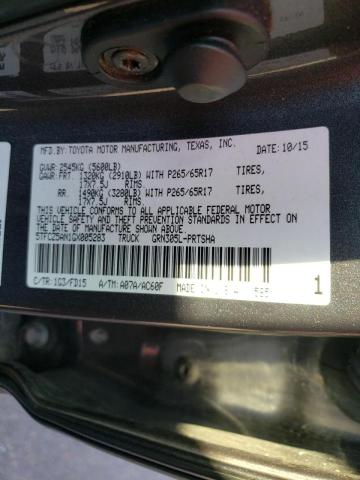 MFD.BY: TOYOTA MOTOR MANUFACTURING, TEXAS, INC. 10/15
GVWR: 2545KG (5600LB)
GAWR: FRT. 1320KG (2910LB) WITH P265/65R17 TIRES,
17X7.5J RIMS.
RR. 1490KG (3280LB) WITH P265/65R17 TIRES,
17X7.5J RIMS.
THIS VEHICLE CONFORMS TO ALL APPLICABLE FEDERAL MOTOR
VEHICLE SAFETY AND THEFT PREVENTION STANDARDS IN EFFECT
ON THE DATE OF MANUFACTURE SHOWN ABOVE.
5TFCZ5AN1GX005283 TRUCK GRN305L-PRTSHA
C/TR: 1G3/FD15 A/TM: A07A/AC60F MADE IN U.S.A. 1